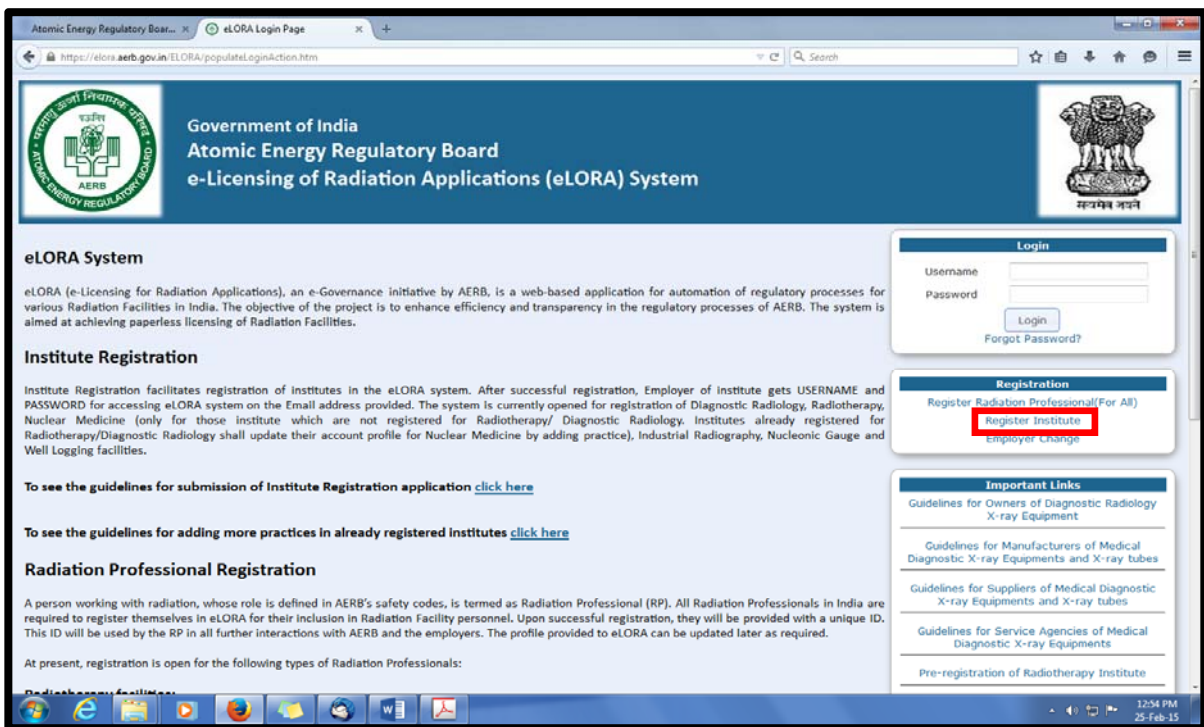 Atomic Energy Regulatory Boar...
eLORA Login Page
https://elora.aerb.gov.in/ELORA/populateLoginAction.htm
Search
परमाणु ऊर्जा नियामक परिषद
पऊनिप
AERB
ATOMIC ENERGY REGULATORY BOARD
Government of India
Atomic Energy Regulatory Board
e-Licensing of Radiation Applications (eLORA) System
सत्यमेव जयते
eLORA System
eLORA (e-Licensing for Radiation Applications), an e-Governance initiative by AERB, is a web-based application for automation of regulatory processes for
various Radiation Facilities in India. The objective of the project is to enhance efficiency and transparency in the regulatory processes of AERB. The system is
aimed at achieving paperless licensing of Radiation Facilities.
Institute Registration
Institute Registration facilitates registration of institutes in the eLORA system. After successful registration, Employer of institute gets USERNAME and
PASSWORD for accessing eLORA system on the Email address provided. The system is currently opened for registration of Diagnostic Radiology, Radiotherapy,
Nuclear Medicine (only for those institute which are not registered for Radiotherapy/ Diagnostic Radiology. Institutes already registered for
Radiotherapy/Diagnostic Radiology shall update their account profile for Nuclear Medicine by adding practice), Industrial Radiography, Nucleonic Gauge and
Well Logging facilities.
To see the guidelines for submission of Institute Registration application click here
To see the guidelines for adding more practices in already registered institutes click here
Radiation Professional Registration
A person working with radiation, whose role is defined in AERB's safety codes, is termed as Radiation Professional (RP). All Radiation Professionals in India are
required to register themselves in eLORA for their inclusion in Radiation Facility personnel. Upon successful registration, they will be provided with a unique ID.
This ID will be used by the RP in all further interactions with AERB and the employers. The profile provided to eLORA can be updated later as required.
At present, registration is open for the following types of Radiation Professionals:
Radiotherapy facilities:
Login
Username
Password
Login
Forgot Password?
Registration
Register Radiation Professional(For All)
Register Institute
Employer Change
Important Links
Guidelines for Owners of Diagnostic Radiology
X-ray Equipment
Guidelines for Manufacturers of Medical
Diagnostic X-ray Equipments and X-ray tubes
Guidelines for Suppliers of Medical Diagnostic
X-ray Equipments and X-ray tubes
Guidelines for Service Agencies of Medical
Diagnostic X-ray Equipments
Pre-registration of Radiotherapy Institute
12:54 PM
25-Feb-15